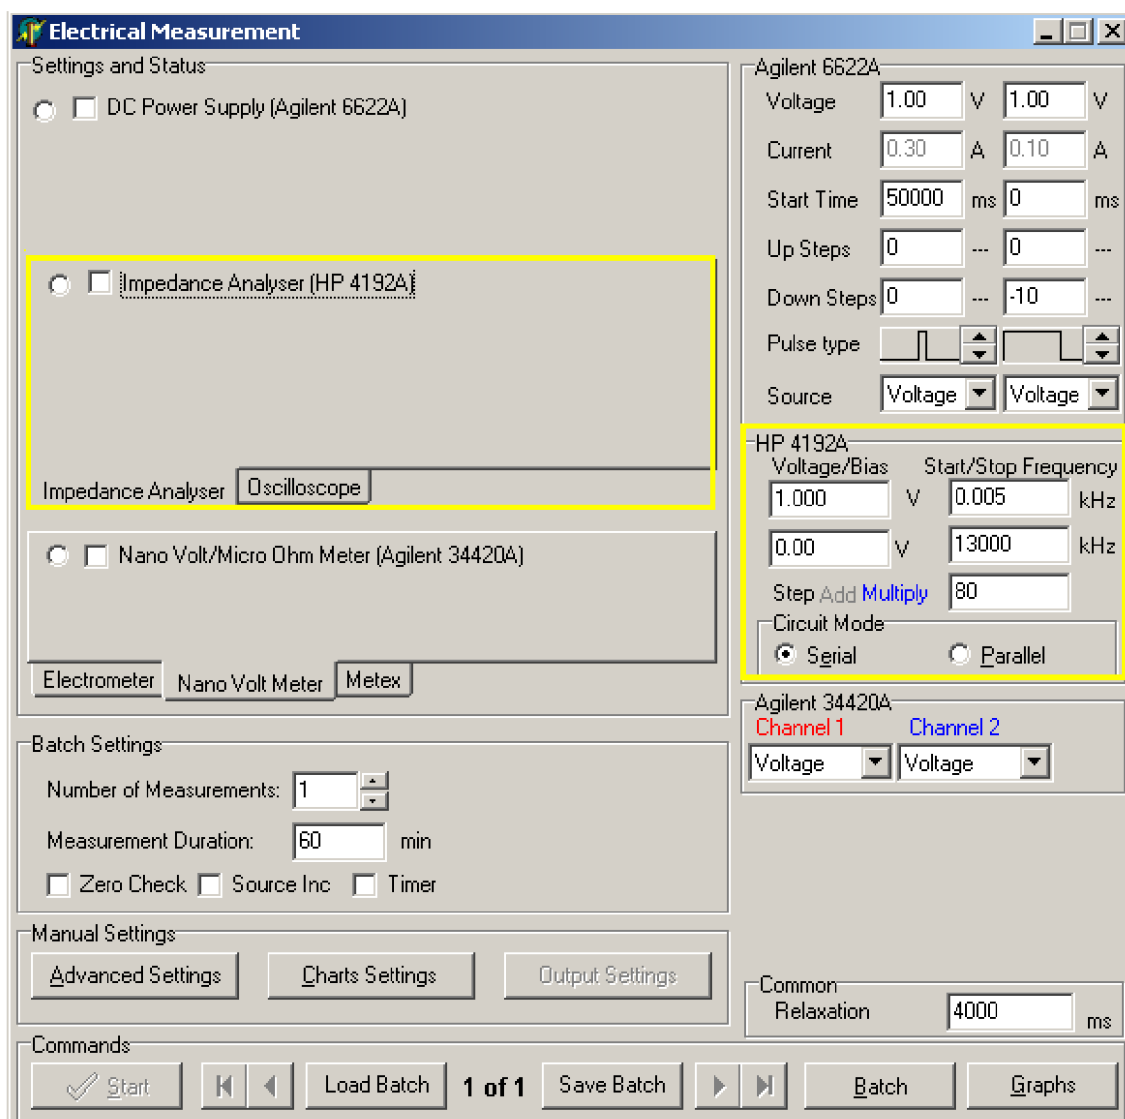 Electrical Measurement
Settings and Status
DC Power Supply (Agilent 6622A)
Impedance Analyser (HP 4192A)
Impedance Analyser Oscilloscope
Nano Volt/Micro Ohm Meter (Agilent 34420A)
Electrometer Nano Volt Meter Metex
Agilent 6622A
Voltage 1.00 V 1.00 V
Current 0.30 A 0.10 A
Start Time 50000 ms 0 ms
Up Steps 0 --- 0 ---
Down Steps 0 --- -10 ---
Pulse type
Source Voltage Voltage
HP 4192A
Voltage/Bias Start/Stop Frequency
1.000 V 0.005 kHz
0.00 V 13000 kHz
Step Add Multiply 80
Circuit Mode
Serial Parallel
Agilent 34420A
Channel 1 Channel 2
Voltage Voltage
Batch Settings
Number of Measurements: 1
Measurement Duration: 60 min
Zero Check Source Inc Timer
Manual Settings
Advanced Settings Charts Settings Output Settings
Common
Relaxation 4000 ms
Commands
Start Load Batch 1 of 1 Save Batch Batch Graphs